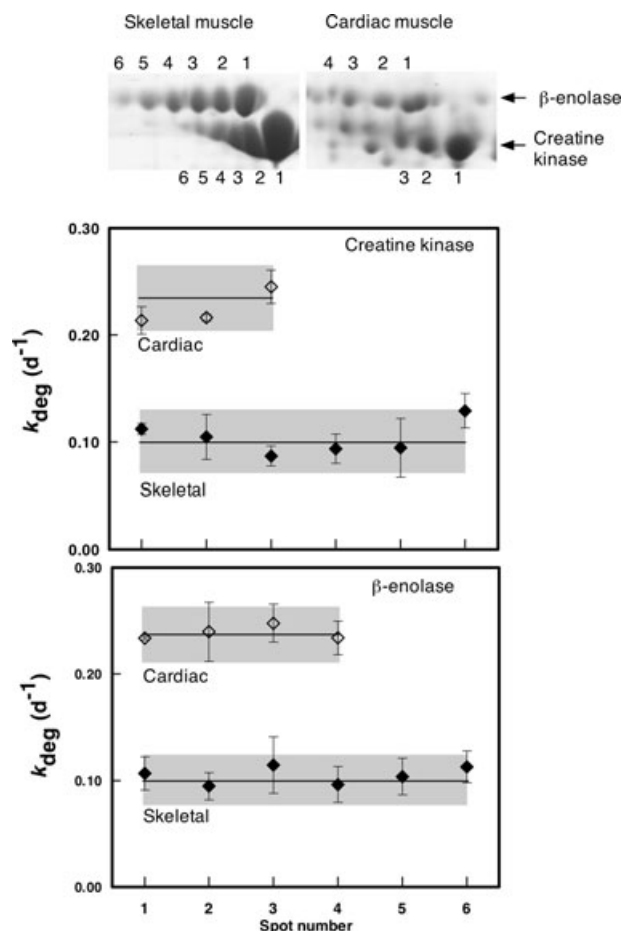 Skeletal muscle Cardiac muscle
6 5 4 3 2 1 4 3 2 1
β-enolase
Creatine
kinase
6 5 4 3 2 1 3 2 1
0.30 Creatine kinase
0.20
Cardiac
kdeg (d⁻¹)
0.10
Skeletal
0.00
0.30 β-enolase
0.20
Cardiac
kdeg (d⁻¹)
0.10
Skeletal
0.00
1 2 3 4 5 6
Spot number